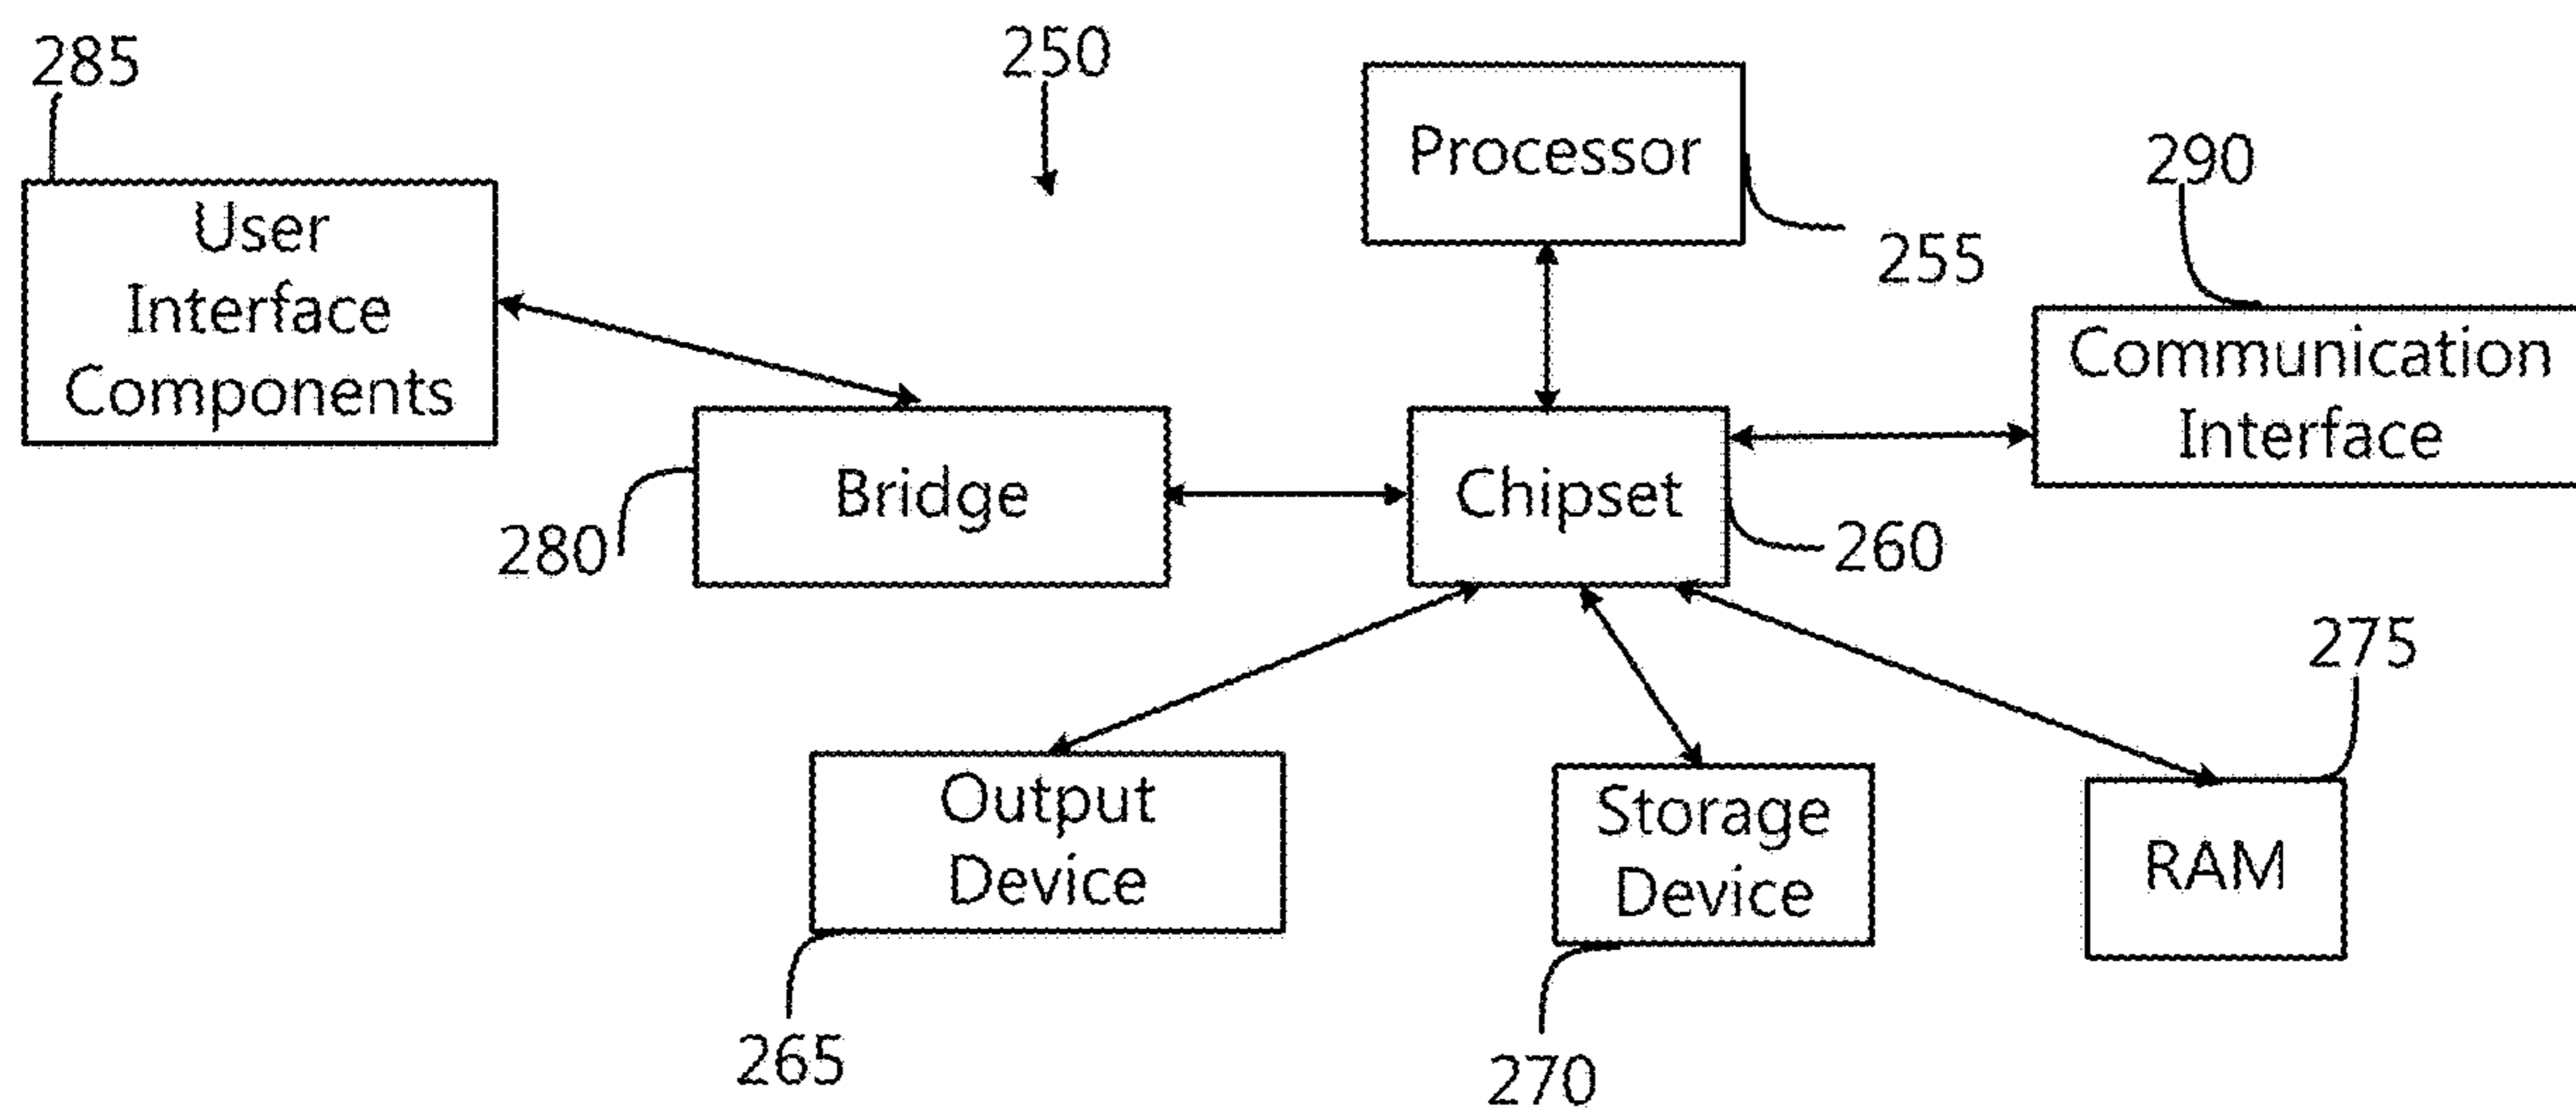 285
250
Processor
255
290
User
Interface
Components
Communication
Interface
Bridge
280
Chipset
260
275
Output
Device
265
Storage
Device
270
RAM